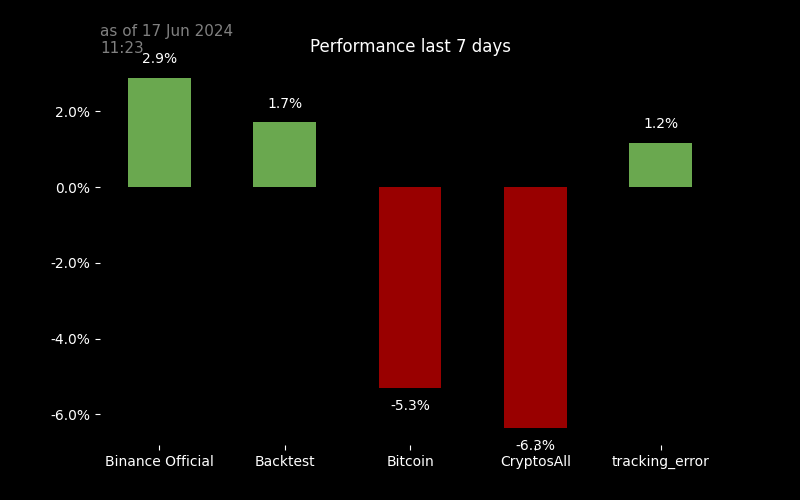 as of 17 Jun 2024
11:23
Performance last 7 days
2.9%
1.7%
1.2%
2.0%
0.0%
-2.0%
-4.0%
-6.0%
-5.3%
-6.3%
Binance Official
Backtest
Bitcoin
CryptosAll
tracking_error